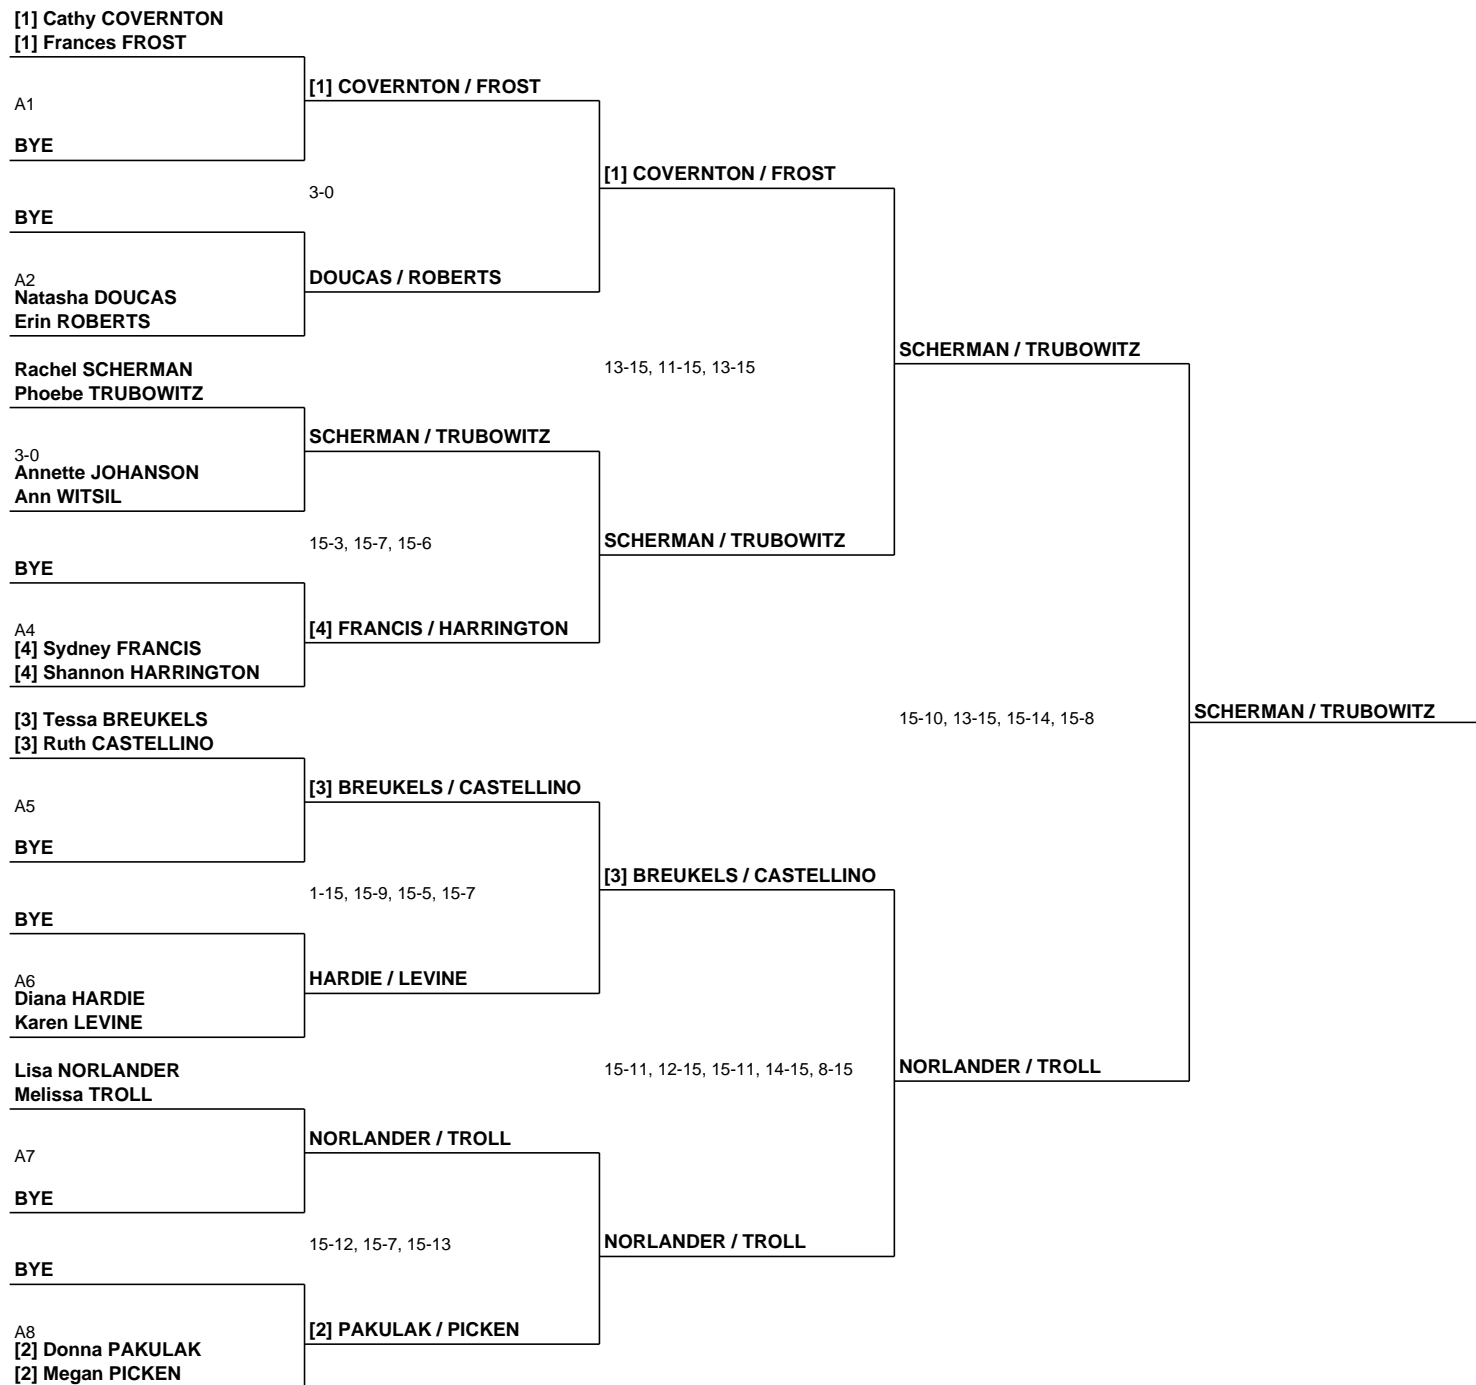 [1] Cathy COVERNTON
[1] Frances FROST
[1] COVERNTON / FROST
A1
BYE
[1] COVERNTON / FROST
3-0
BYE
A2
DOUCAS / ROBERTS
Natasha DOUCAS
Erin ROBERTS
SCHERMAN / TRUBOWITZ
13-15, 11-15, 13-15
Rachel SCHERMAN
Phoebe TRUBOWITZ
SCHERMAN / TRUBOWITZ
3-0
Annette JOHANSON
Ann WITSIL
15-3, 15-7, 15-6
SCHERMAN / TRUBOWITZ
BYE
A4
[4] FRANCIS / HARRINGTON
[4] Sydney FRANCIS
[4] Shannon HARRINGTON
15-10, 13-15, 15-14, 15-8
SCHERMAN / TRUBOWITZ
[3] Tessa BREUKELS
[3] Ruth CASTELLINO
[3] BREUKELS / CASTELLINO
A5
BYE
[3] BREUKELS / CASTELLINO
1-15, 15-9, 15-5, 15-7
BYE
A6
HARDIE / LEVINE
Diana HARDIE
Karen LEVINE
15-11, 12-15, 15-11, 14-15, 8-15
NORLANDER / TROLL
Lisa NORLANDER
Melissa TROLL
NORLANDER / TROLL
A7
BYE
15-12, 15-7, 15-13
NORLANDER / TROLL
BYE
A8
[2] PAKULAK / PICKEN
[2] Donna PAKULAK
[2] Megan PICKEN